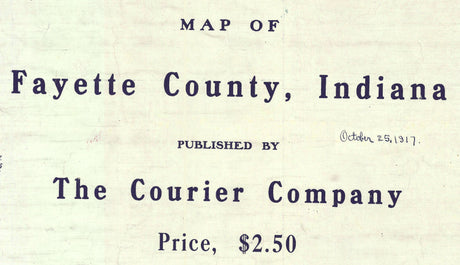 MAP OF
Fayette County, Indiana
October 25, 1917.
PUBLISHED BY
The Courier Company
Price, $2.50